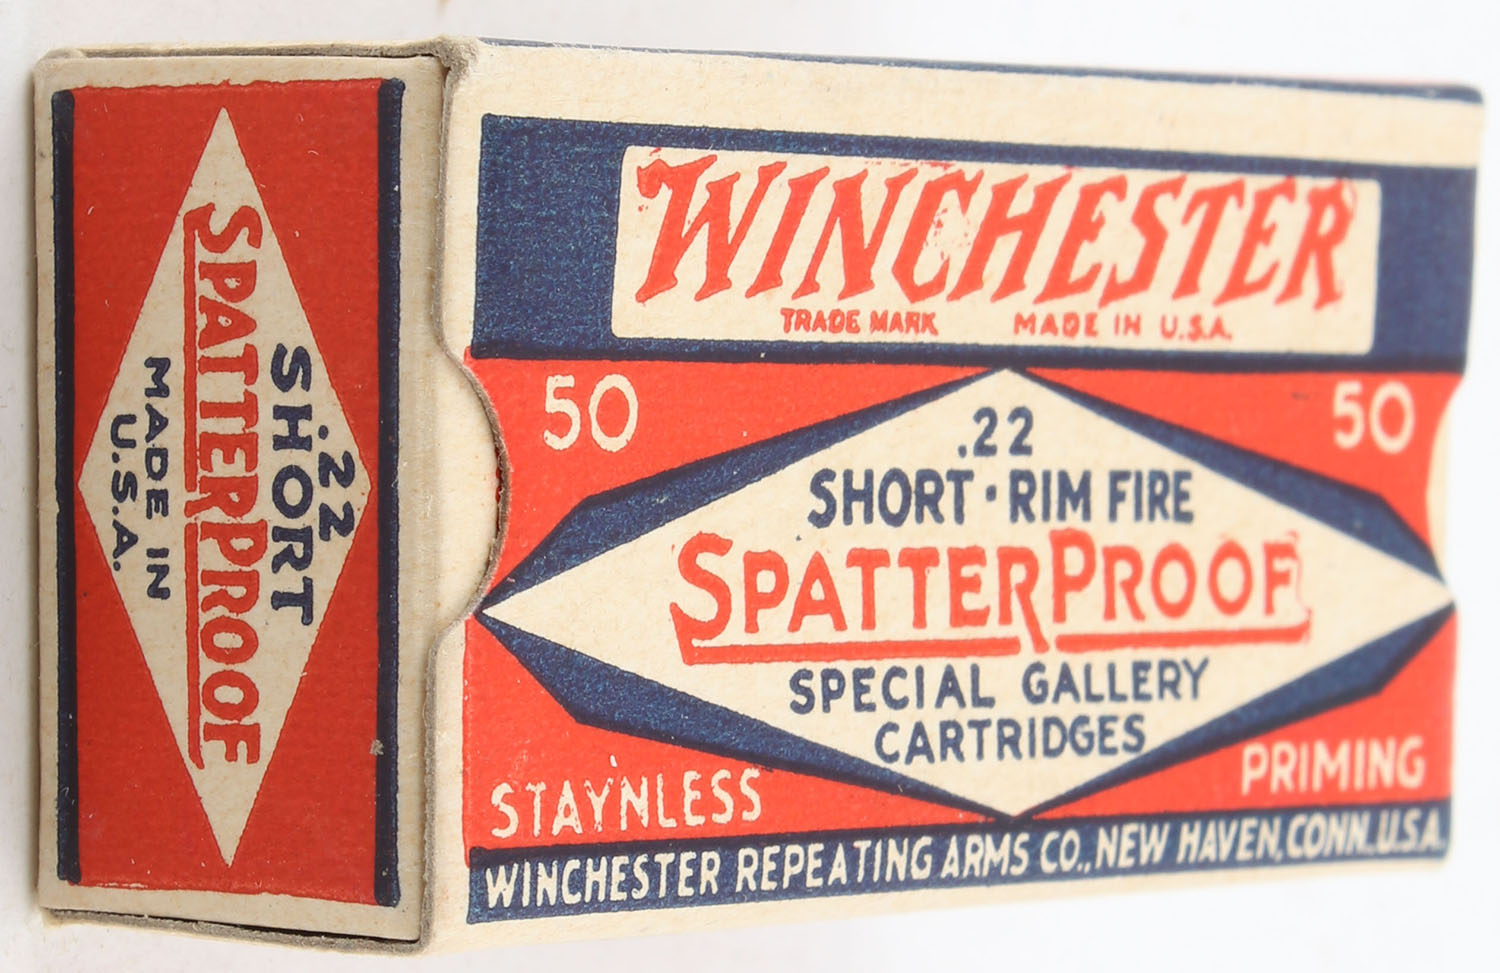 WINCHESTER
TRADE MARK MADE IN U.S.A.
50 50
.22
SHORT · RIM FIRE
SPATTERPROOF
SPECIAL GALLERY
CARTRIDGES
STAYNLESS PRIMING
WINCHESTER REPEATING ARMS CO., NEW HAVEN, CONN. U.S.A.
.22
SHORT
SPATTERPROOF
MADE IN
U.S.A.